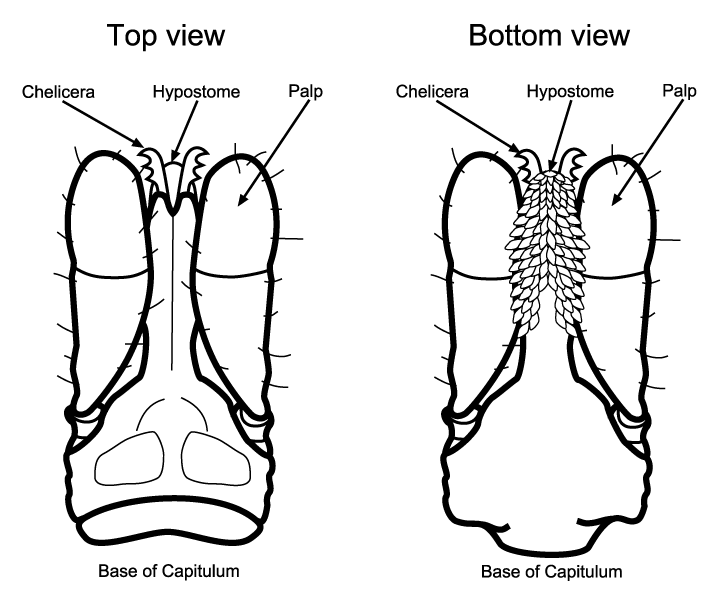 Top view
Bottom view
Chelicera Hypostome Palp
Chelicera Hypostome Palp
Base of Capitulum
Base of Capitulum